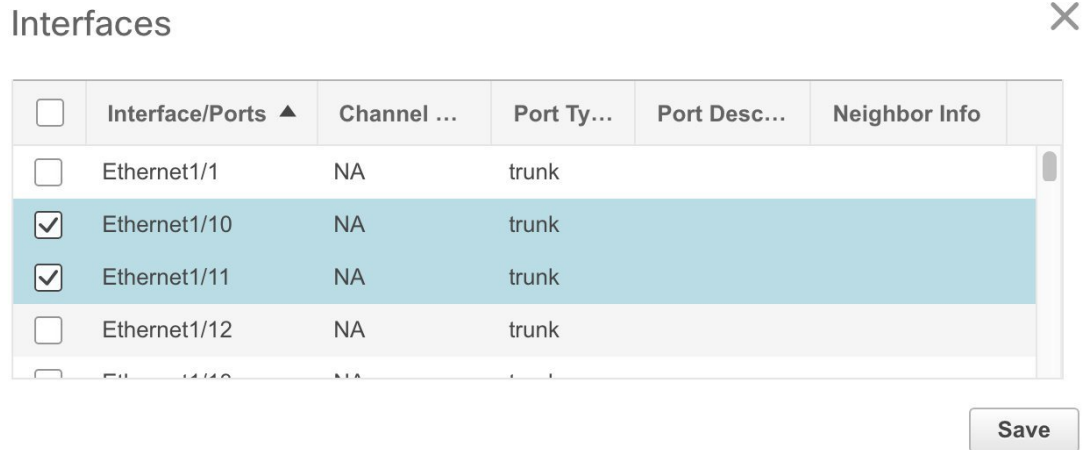 Interfaces
Interface/Ports ▲ Channel ... Port Ty... Port Desc... Neighbor Info
Ethernet1/1 NA trunk
Ethernet1/10 NA trunk
Ethernet1/11 NA trunk
Ethernet1/12 NA trunk
Save